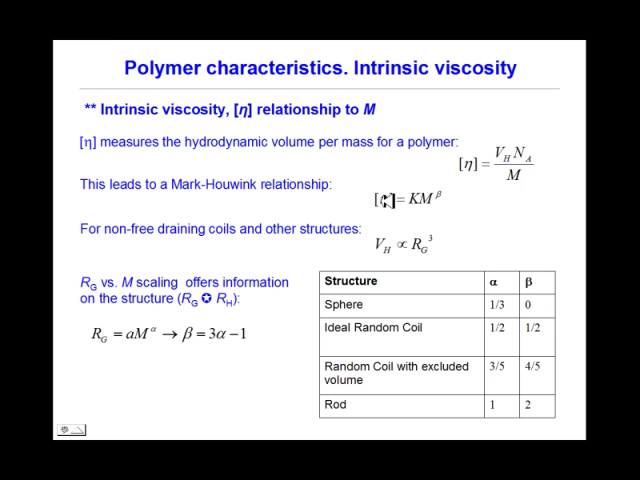 Polymer characteristics. Intrinsic viscosity
** Intrinsic viscosity, [η] relationship to M
[η] measures the hydrodynamic volume per mass for a polymer:
[η] = V_H N_A / M
This leads to a Mark-Houwink relationship:
[η] = KM^β
For non-free draining coils and other structures:
V_H ∝ R_G^3
R_G vs. M scaling offers information
on the structure (R_G ✪ R_H):
R_G = aM^α → β = 3α − 1
Structure α β
Sphere 1/3 0
Ideal Random Coil 1/2 1/2
Random Coil with excluded 3/5 4/5
volume
Rod 1 2